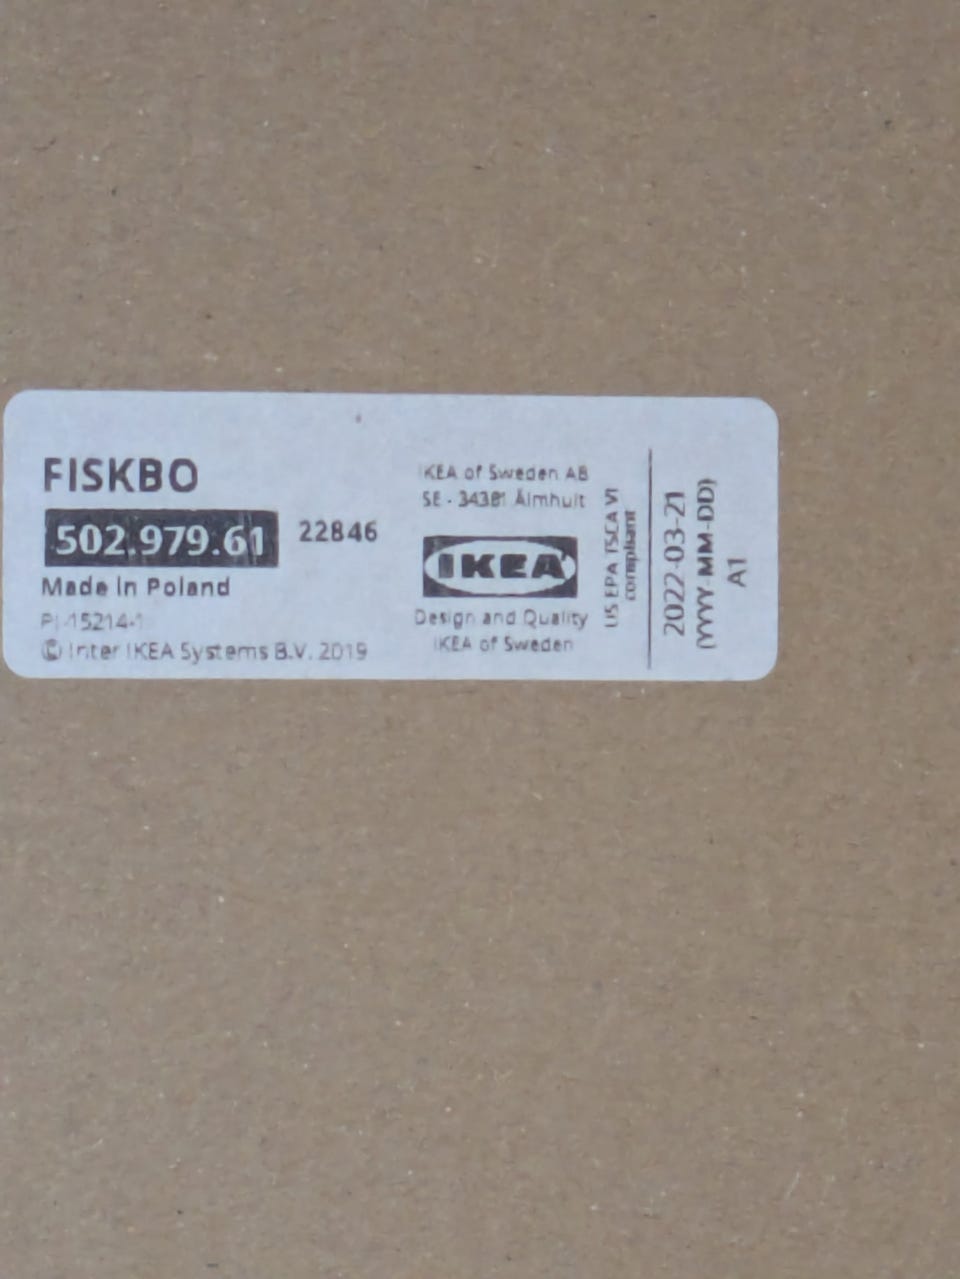 FISKBO
502.979.61 22846
Made in Poland
PI-15214-1
© Inter IKEA Systems B.V. 2019
IKEA of Sweden AB
SE - 34381 Älmhult
IKEA
Design and Quality
IKEA of Sweden
US EPA TSCA VI
compliant
2022-03-21
(YYYY-MM-DD)
A1